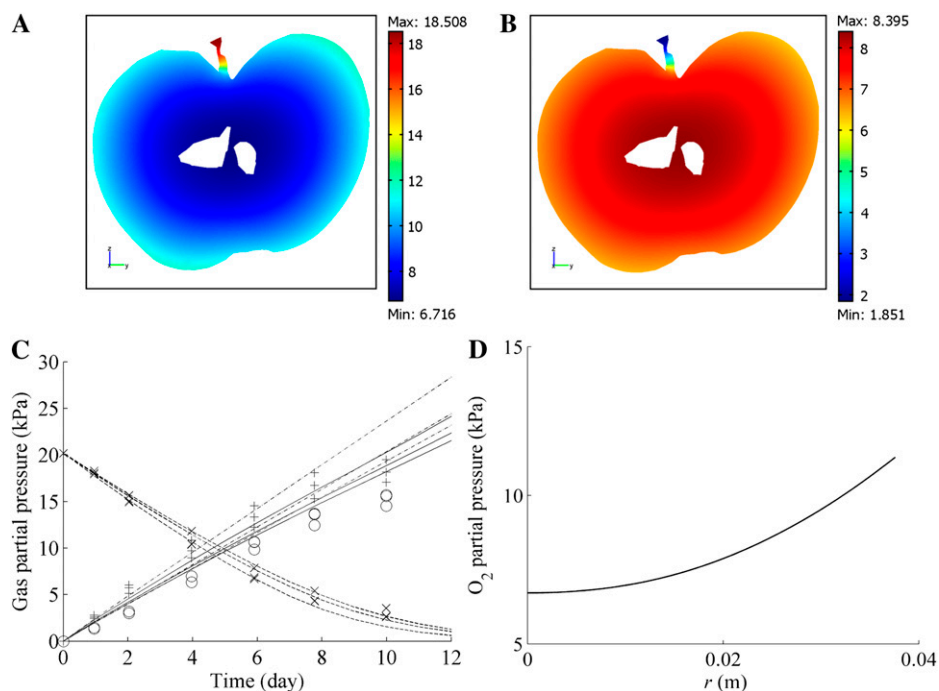 A
Max: 18.508
18
16
14
12
10
8
Min: 6.716
z
x
y
B
Max: 8.395
8
7
6
5
4
3
2
Min: 1.851
z
x
y
C
30
25
20
15
10
5
0
Gas partial pressure (kPa)
0
2
4
6
8
10
12
Time (day)
D
15
10
5
O2 partial pressure (kPa)
0
0.02
0.04
r (m)